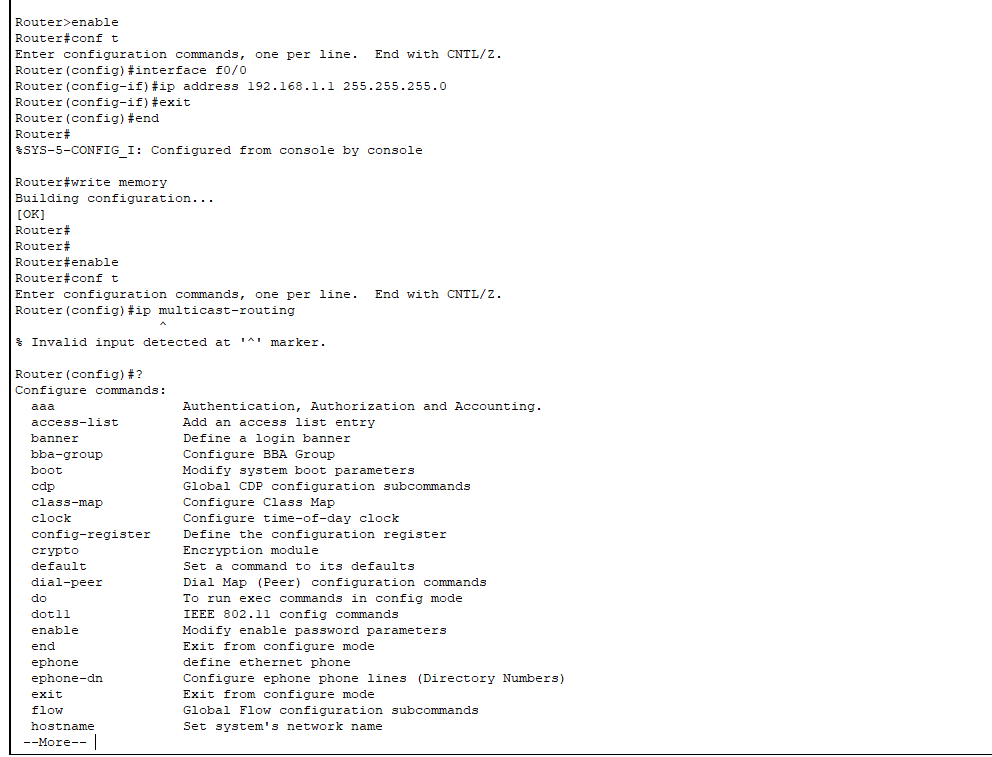 Router>enable
Router#conf t
Enter configuration commands, one per line.  End with CNTL/Z.
Router(config)#interface f0/0
Router(config-if)#ip address 192.168.1.1 255.255.255.0
Router(config-if)#exit
Router(config)#end
Router#
%SYS-5-CONFIG_I: Configured from console by console
Router#write memory
Building configuration...
[OK]
Router#
Router#
Router#enable
Router#conf t
Enter configuration commands, one per line.  End with CNTL/Z.
Router(config)#ip multicast-routing
                  ^
% Invalid input detected at '^' marker.
Router(config)#?
Configure commands:
  aaa                Authentication, Authorization and Accounting.
  access-list        Add an access list entry
  banner             Define a login banner
  bba-group          Configure BBA Group
  boot               Modify system boot parameters
  cdp                Global CDP configuration subcommands
  class-map          Configure Class Map
  clock              Configure time-of-day clock
  config-register    Define the configuration register
  crypto             Encryption module
  default            Set a command to its defaults
  dial-peer          Dial Map (Peer) configuration commands
  do                 To run exec commands in config mode
  dot11              IEEE 802.11 config commands
  enable             Modify enable password parameters
  end                Exit from configure mode
  ephone             define ethernet phone
  ephone-dn          Configure ephone phone lines (Directory Numbers)
  exit               Exit from configure mode
  flow               Global Flow configuration subcommands
  hostname           Set system's network name
 --More--